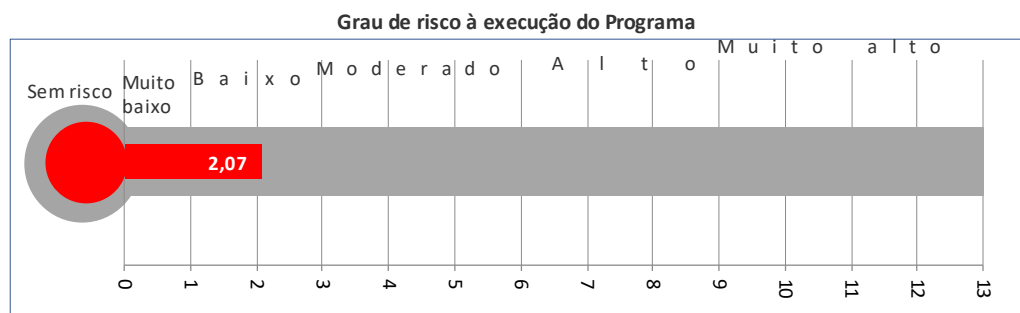 Grau de risco à execução do Programa
Sem risco
Muito
baixo
Baixo
Moderado
Alto
Muito alto
2,07
0
1
2
3
4
5
6
7
8
9
10
11
12
13